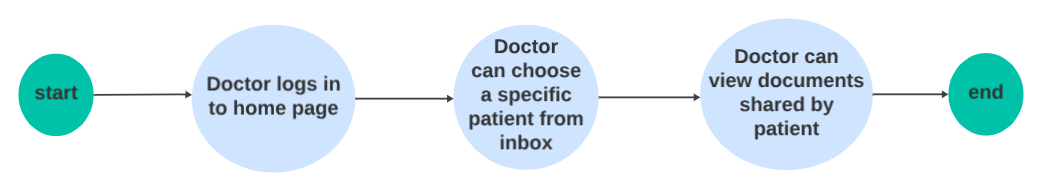 start
Doctor logs in
to home page
Doctor
can choose
a specific
patient from
inbox
Doctor can
view documents
shared by
patient
end